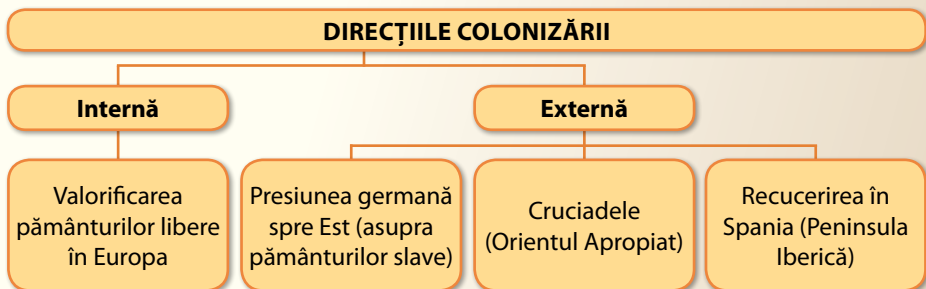 DIRECȚIILE COLONIZĂRII
Internă
Externă
Valorificarea
pământurilor libere
în Europa
Presiunea germană
spre Est (asupra
pământurilor slave)
Cruciadele
(Orientul Apropiat)
Recucerirea în
Spania (Peninsula
Iberică)